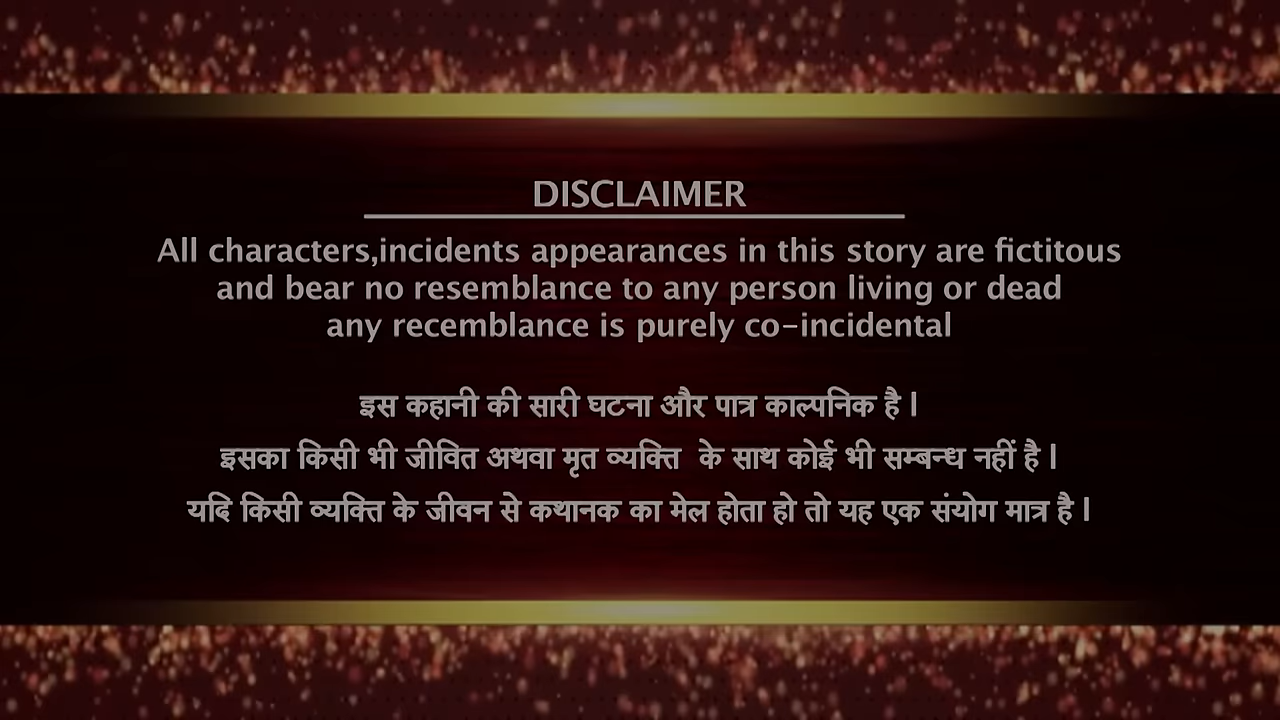 DISCLAIMER
All characters,incidents appearances in this story are fictitous
and bear no resemblance to any person living or dead
any recemblance is purely co-incidental
इस कहानी की सारी घटना और पात्र काल्पनिक है।
इसका किसी भी जीवित अथवा मृत व्यक्ति के साथ कोई भी सम्बन्ध नहीं है।
यदि किसी व्यक्ति के जीवन से कथानक का मेल होता हो तो यह एक संयोग मात्र है।